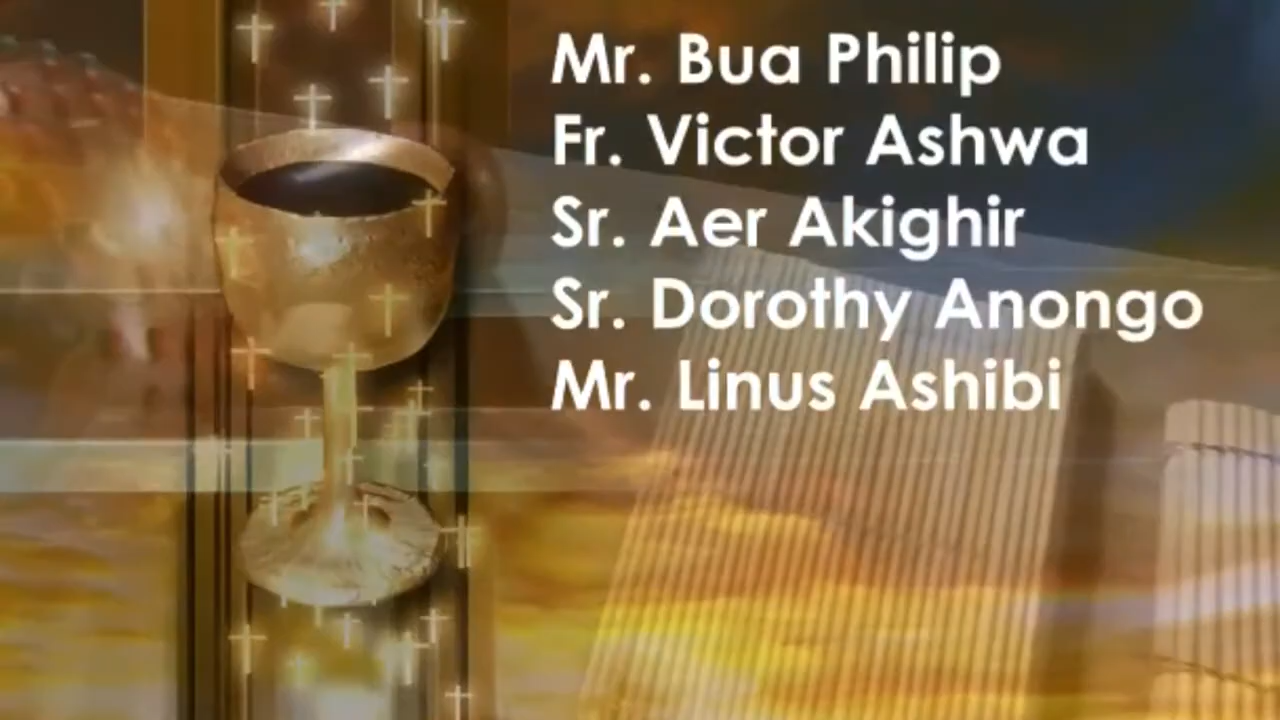 Mr. Bua Philip
Fr. Victor Ashwa
Sr. Aer Akighir
Sr. Dorothy Anongo
Mr. Linus Ashibi